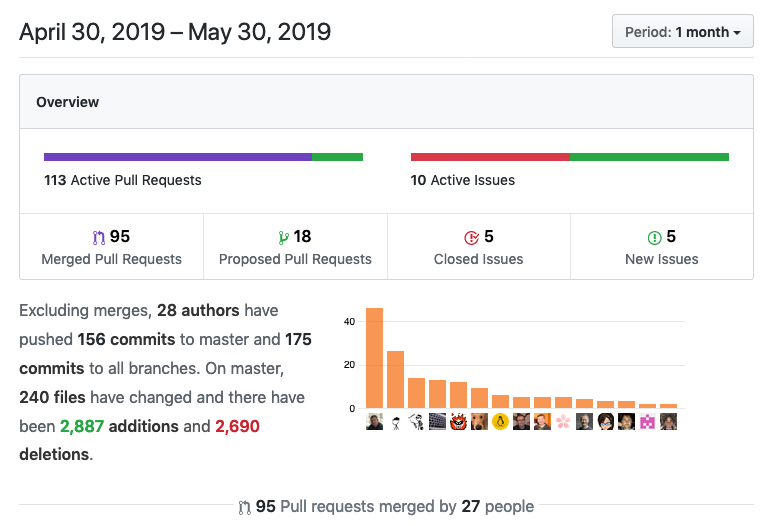 April 30, 2019 – May 30, 2019
Period: 1 month
Overview
113 Active Pull Requests
10 Active Issues
95
Merged Pull Requests
18
Proposed Pull Requests
5
Closed Issues
5
New Issues
Excluding merges, 28 authors have
pushed 156 commits to master and 175
commits to all branches. On master,
240 files have changed and there have
been 2,887 additions and 2,690
deletions.
40
20
0
95 Pull requests merged by 27 people